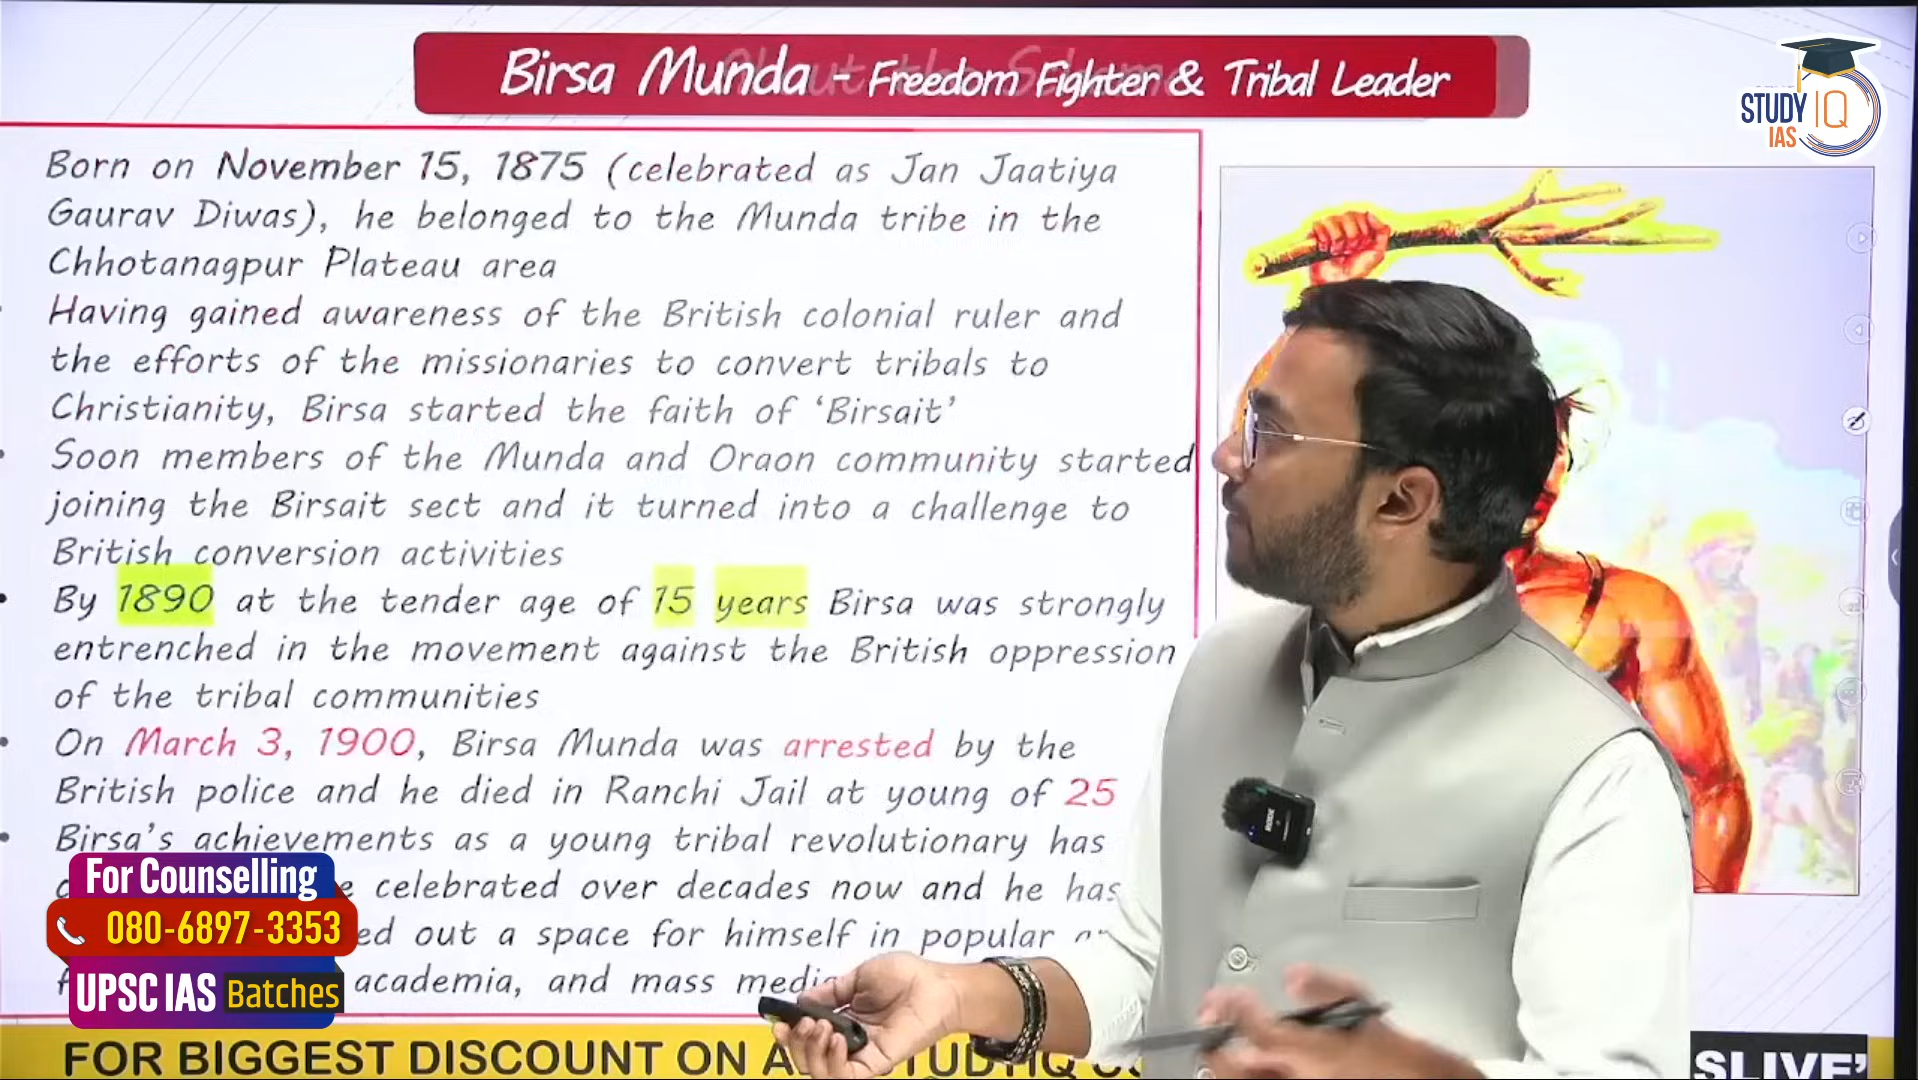 Birsa Munda - Freedom Fighter & Tribal Leader
STUDY IQ
IAS
Born on November 15, 1875 (celebrated as Jan Jaatiya
Gaurav Diwas), he belonged to the Munda tribe in the
Chhotanagpur Plateau area
Having gained awareness of the British colonial ruler and
the efforts of the missionaries to convert tribals to
Christianity, Birsa started the faith of ‘Birsait’
Soon members of the Munda and Oraon community started
joining the Birsait sect and it turned into a challenge to
British conversion activities
By 1890 at the tender age of 15 years Birsa was strongly
entrenched in the movement against the British oppression
of the tribal communities
On March 3, 1900, Birsa Munda was arrested by the
British police and he died in Ranchi Jail at young of 25
Birsa’s achievements as a young tribal revolutionary has
celebrated over decades now and he has
out a space for himself in popular
academia, and mass
For Counselling
080-6897-3353
UPSC IAS Batches
FOR BIGGEST DISCOUNT ON
SLIVE’